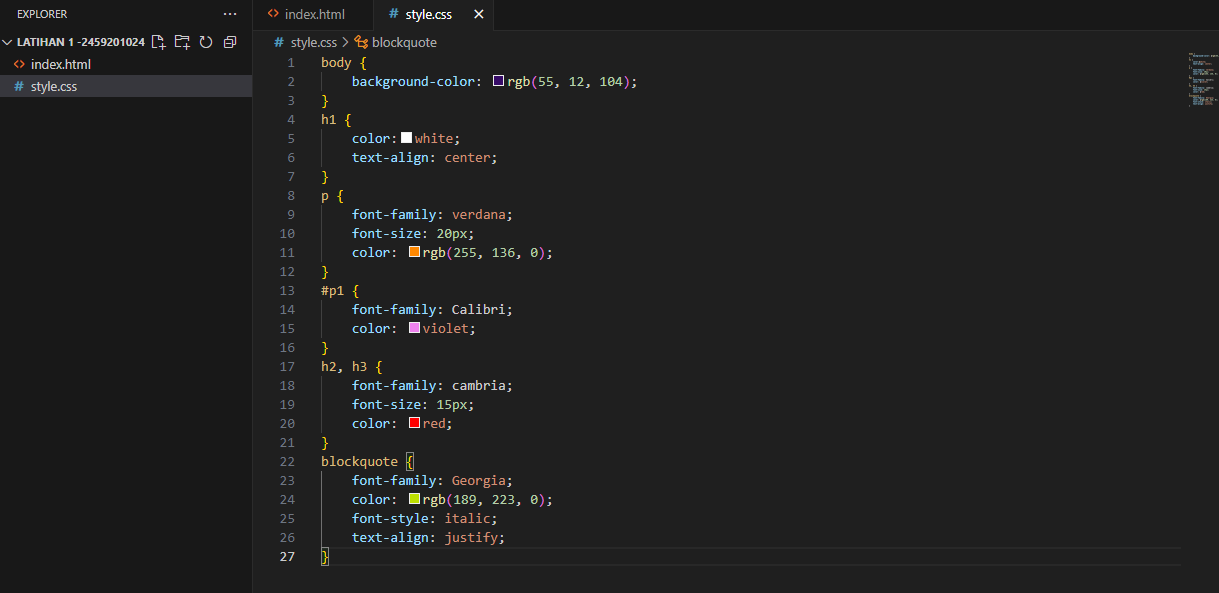 EXPLORER ···
LATIHAN 1 -2459201024
<> index.html
# style.css
<> index.html # style.css ×
# style.css > blockquote
1 body {
2     background-color: rgb(55, 12, 104);
3 }
4 h1 {
5     color: white;
6     text-align: center;
7 }
8 p {
9     font-family: verdana;
10     font-size: 20px;
11     color: rgb(255, 136, 0);
12 }
13 #p1 {
14     font-family: Calibri;
15     color: violet;
16 }
17 h2, h3 {
18     font-family: cambria;
19     font-size: 15px;
20     color: red;
21 }
22 blockquote {
23     font-family: Georgia;
24     color: rgb(189, 223, 0);
25     font-style: italic;
26     text-align: justify;
27 }